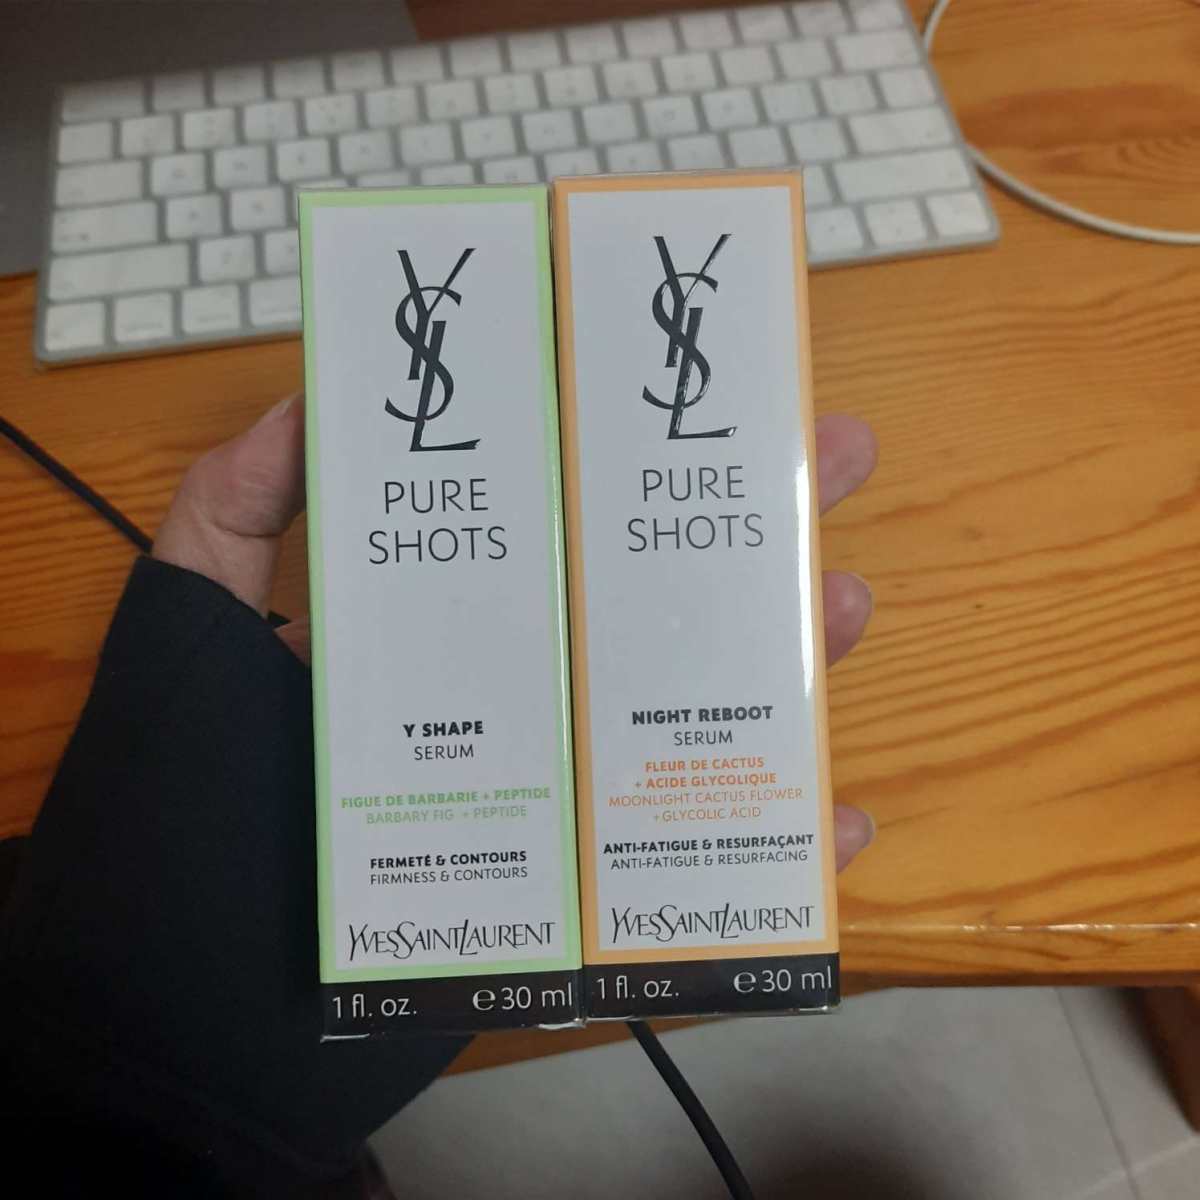 YSL
PURE
SHOTS
Y SHAPE
SERUM
FIGUE DE BARBARIE + PEPTIDE
BARBARY FIG + PEPTIDE
FERMETÉ & CONTOURS
FIRMNESS & CONTOURS
YVESSAINTLAURENT
1 fl. oz. e 30 ml
YSL
PURE
SHOTS
NIGHT REBOOT
SERUM
FLEUR DE CACTUS
+ ACIDE GLYCOLIQUE
MOONLIGHT CACTUS FLOWER
+ GLYCOLIC ACID
ANTI-FATIGUE & RESURFAÇANT
ANTI-FATIGUE & RESURFACING
YVESSAINTLAURENT
1 fl. oz. e 30 ml